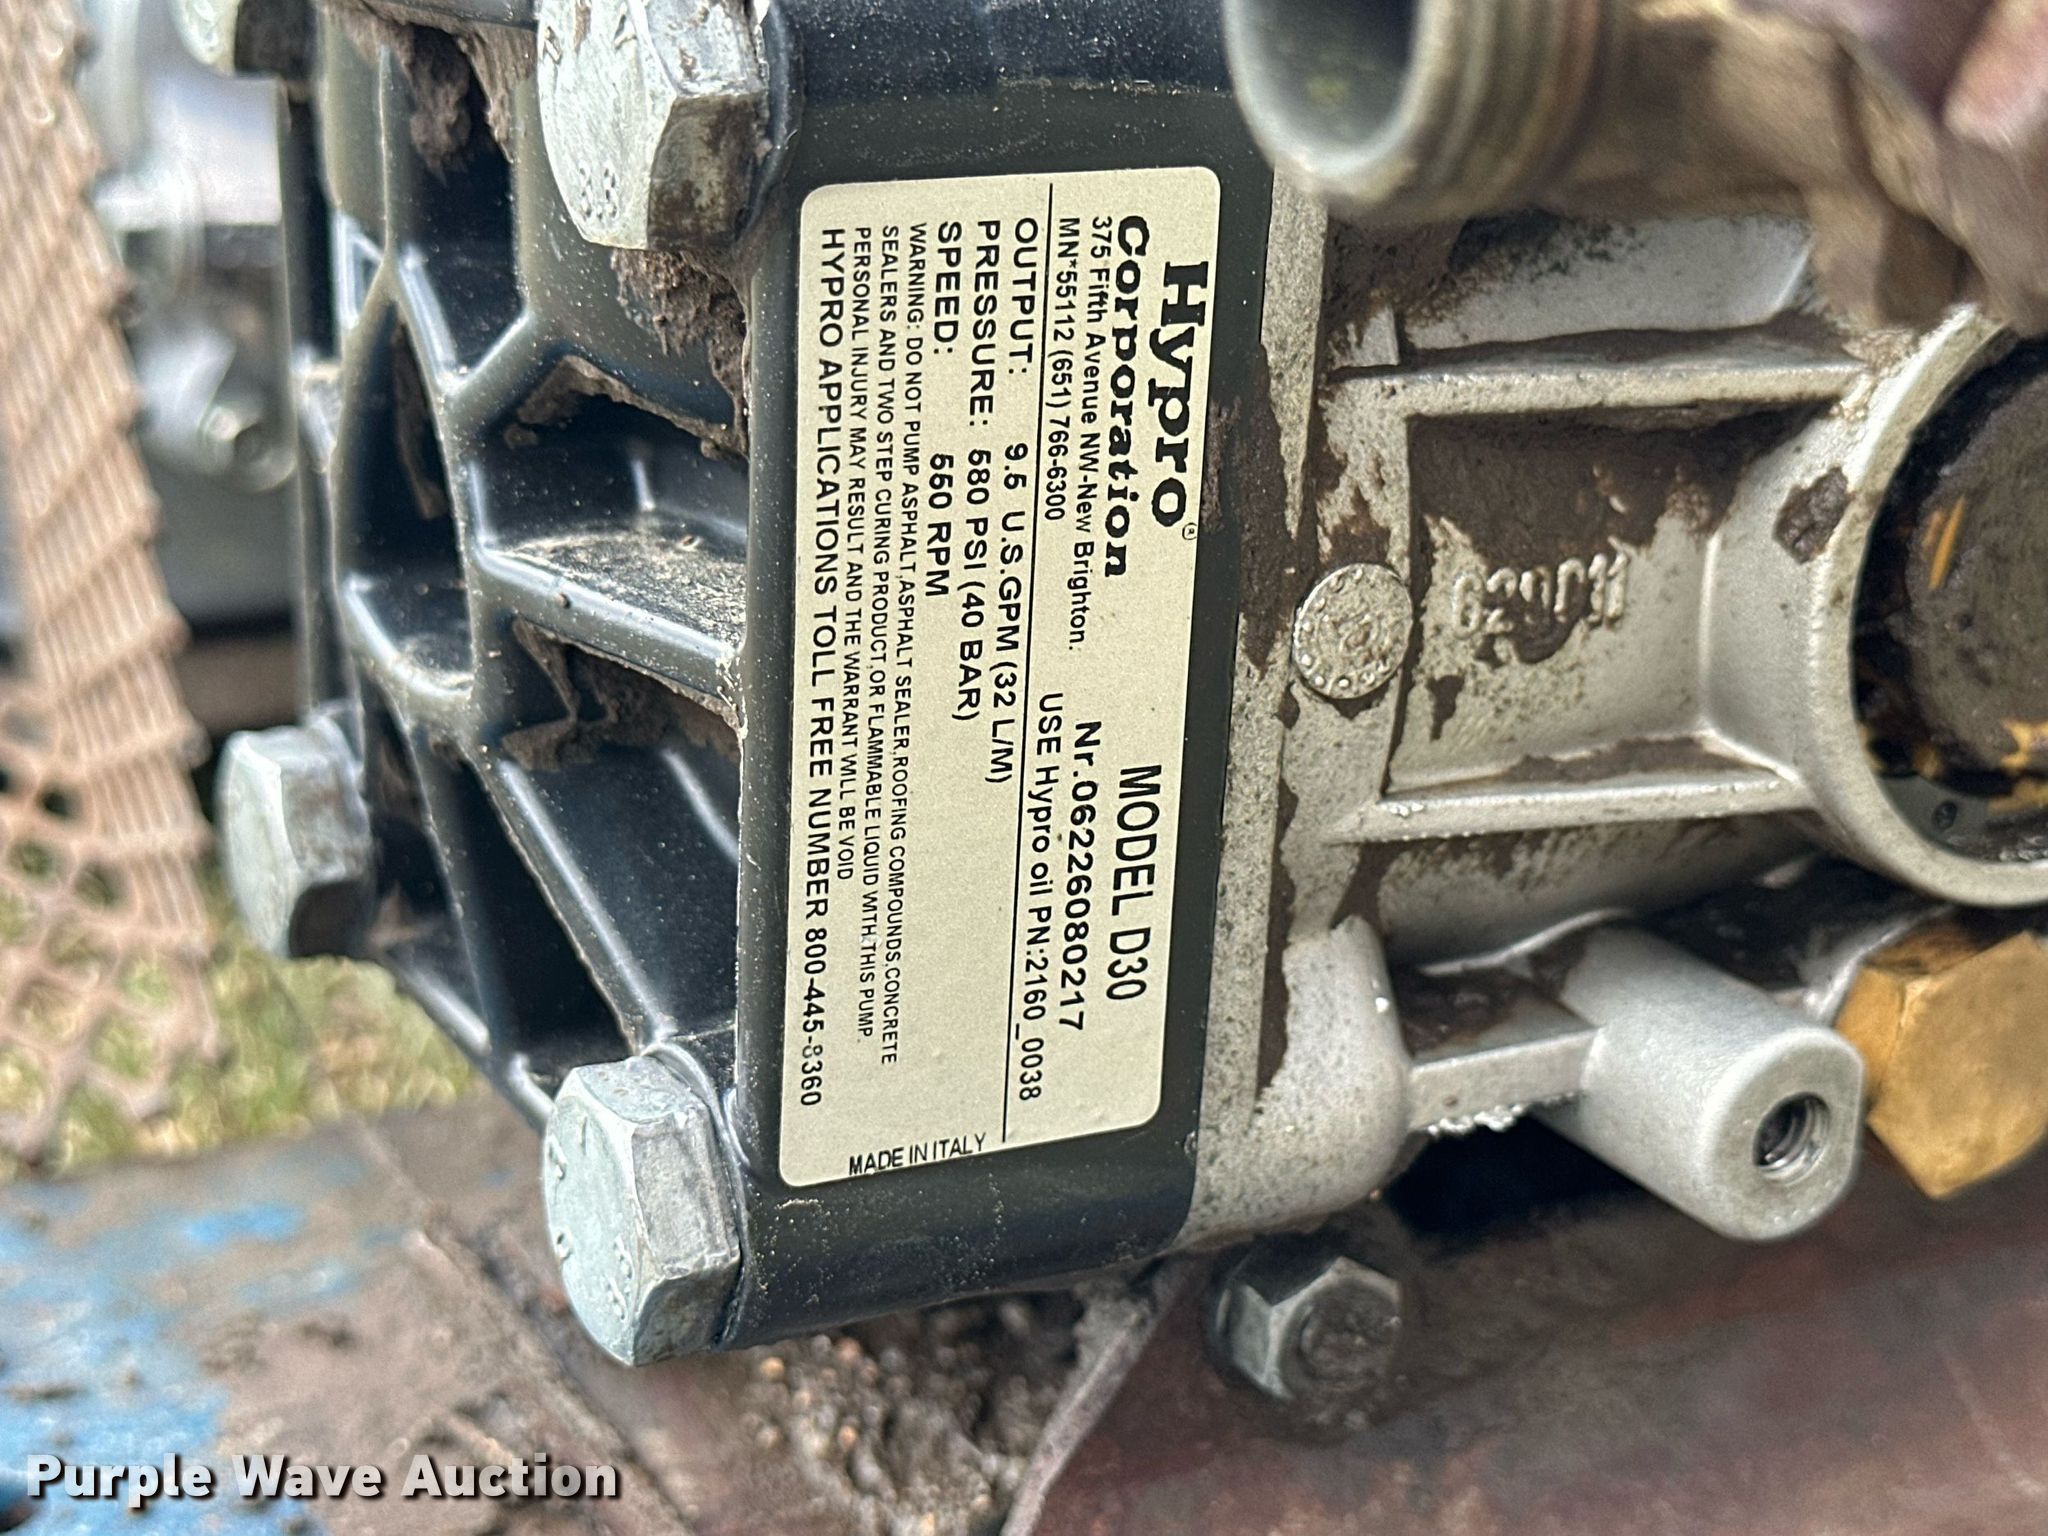 Hypro®
Corporation
MODEL D30
375 Fifth Avenue NW-New Brighton.
Nr.06226080217
MN*55112 (651) 766-6300
USE Hypro oil PN:2160_0038
OUTPUT: 9.5 U.S.GPM (32 L/M)
PRESSURE: 580 PSI (40 BAR)
SPEED: 550 RPM
WARNING: DO NOT PUMP ASPHALT,ASPHALT SEALER,ROOFING COMPOUNDS,CONCRETE
SEALERS AND TWO STEP CURING PRODUCT,OR FLAMMABLE LIQUID WITH THIS PUMP.
PERSONAL INJURY MAY RESULT AND THE WARRANT WILL BE VOID
HYPRO APPLICATIONS TOLL FREE NUMBER 800-445-8360
MADE IN ITALY
Purple Wave Auction